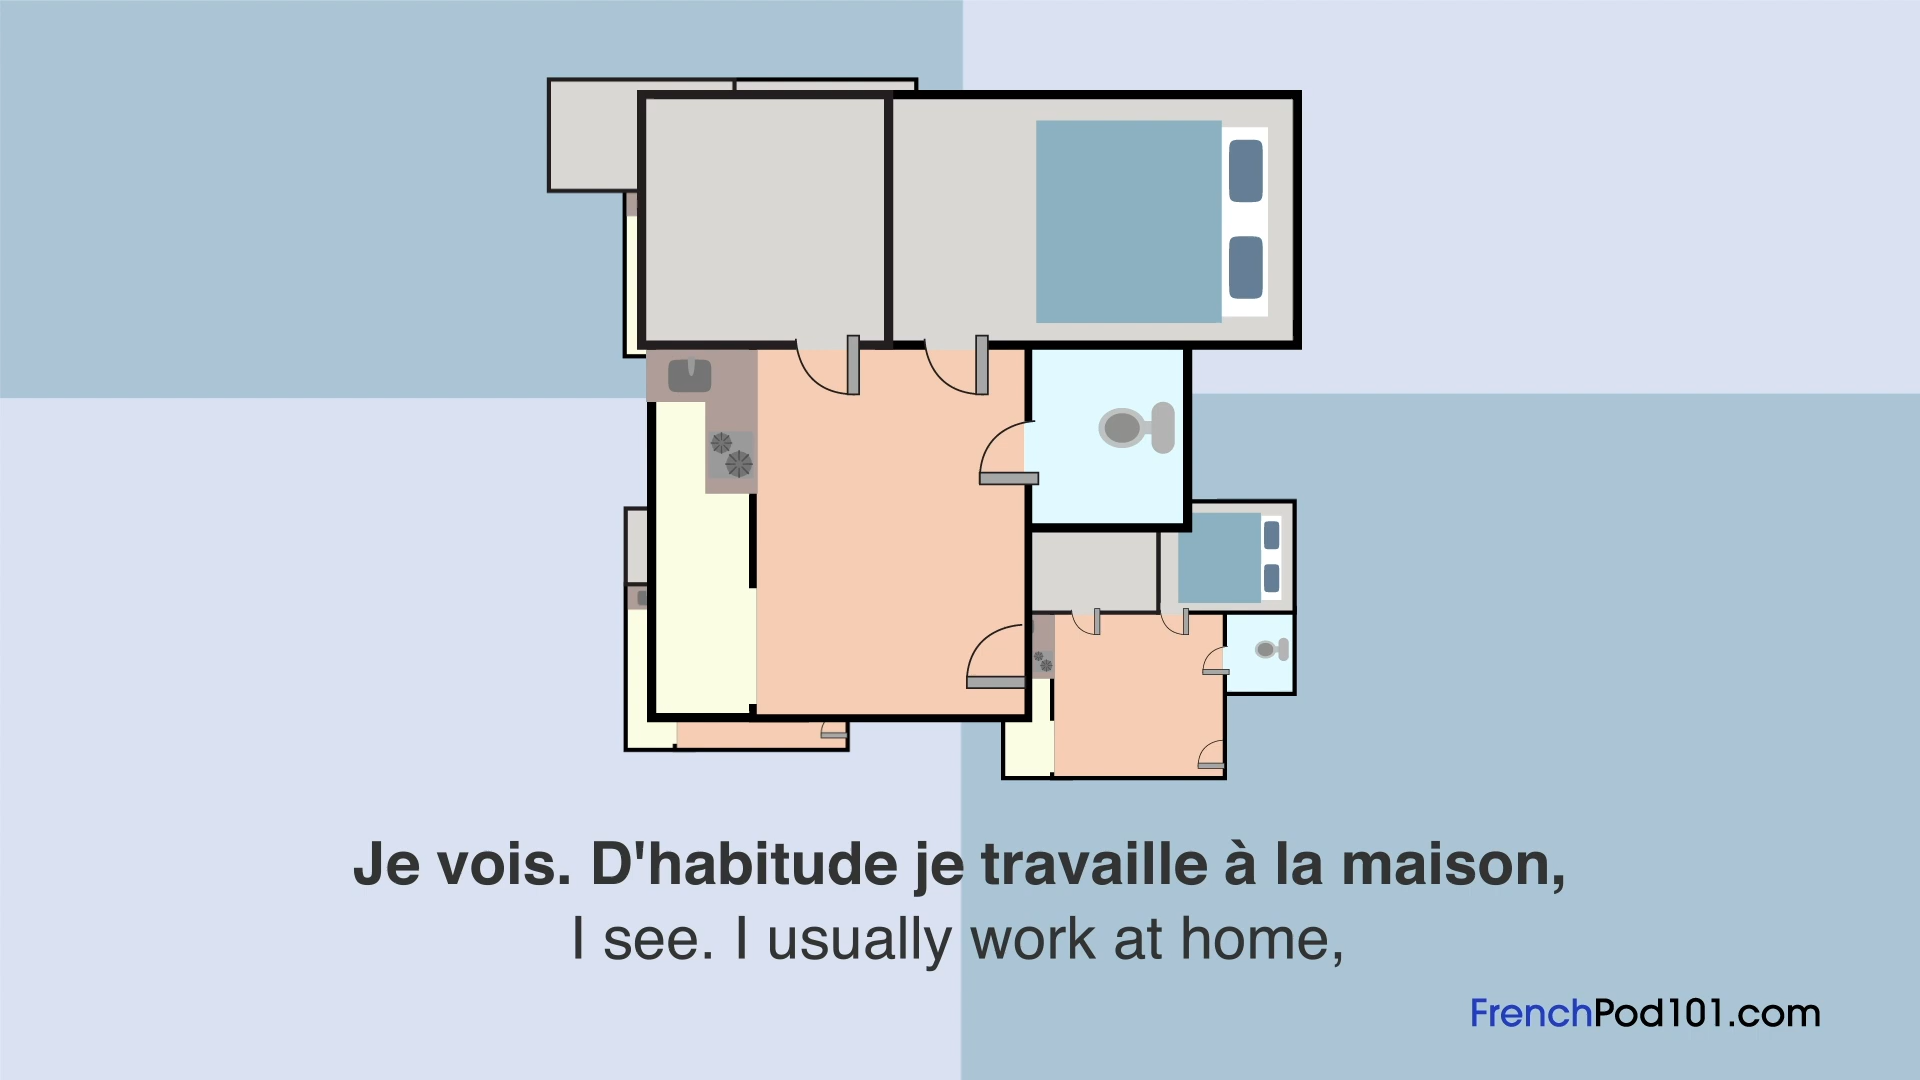 Je vois. D'habitude je travaille à la maison,
I see. I usually work at home,
FrenchPod101.com